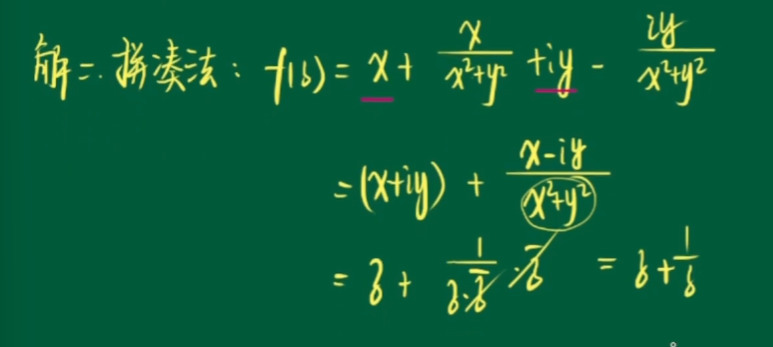 解二. 拼凑法: f(z) = x + \frac{x}{x^2+y^2} + iy - \frac{iy}{x^2+y^2}
= (x+iy) + \frac{x-iy}{x^2+y^2}
= z + \frac{1}{z \cdot \bar{z}} \cdot \bar{z} = z + \frac{1}{z}